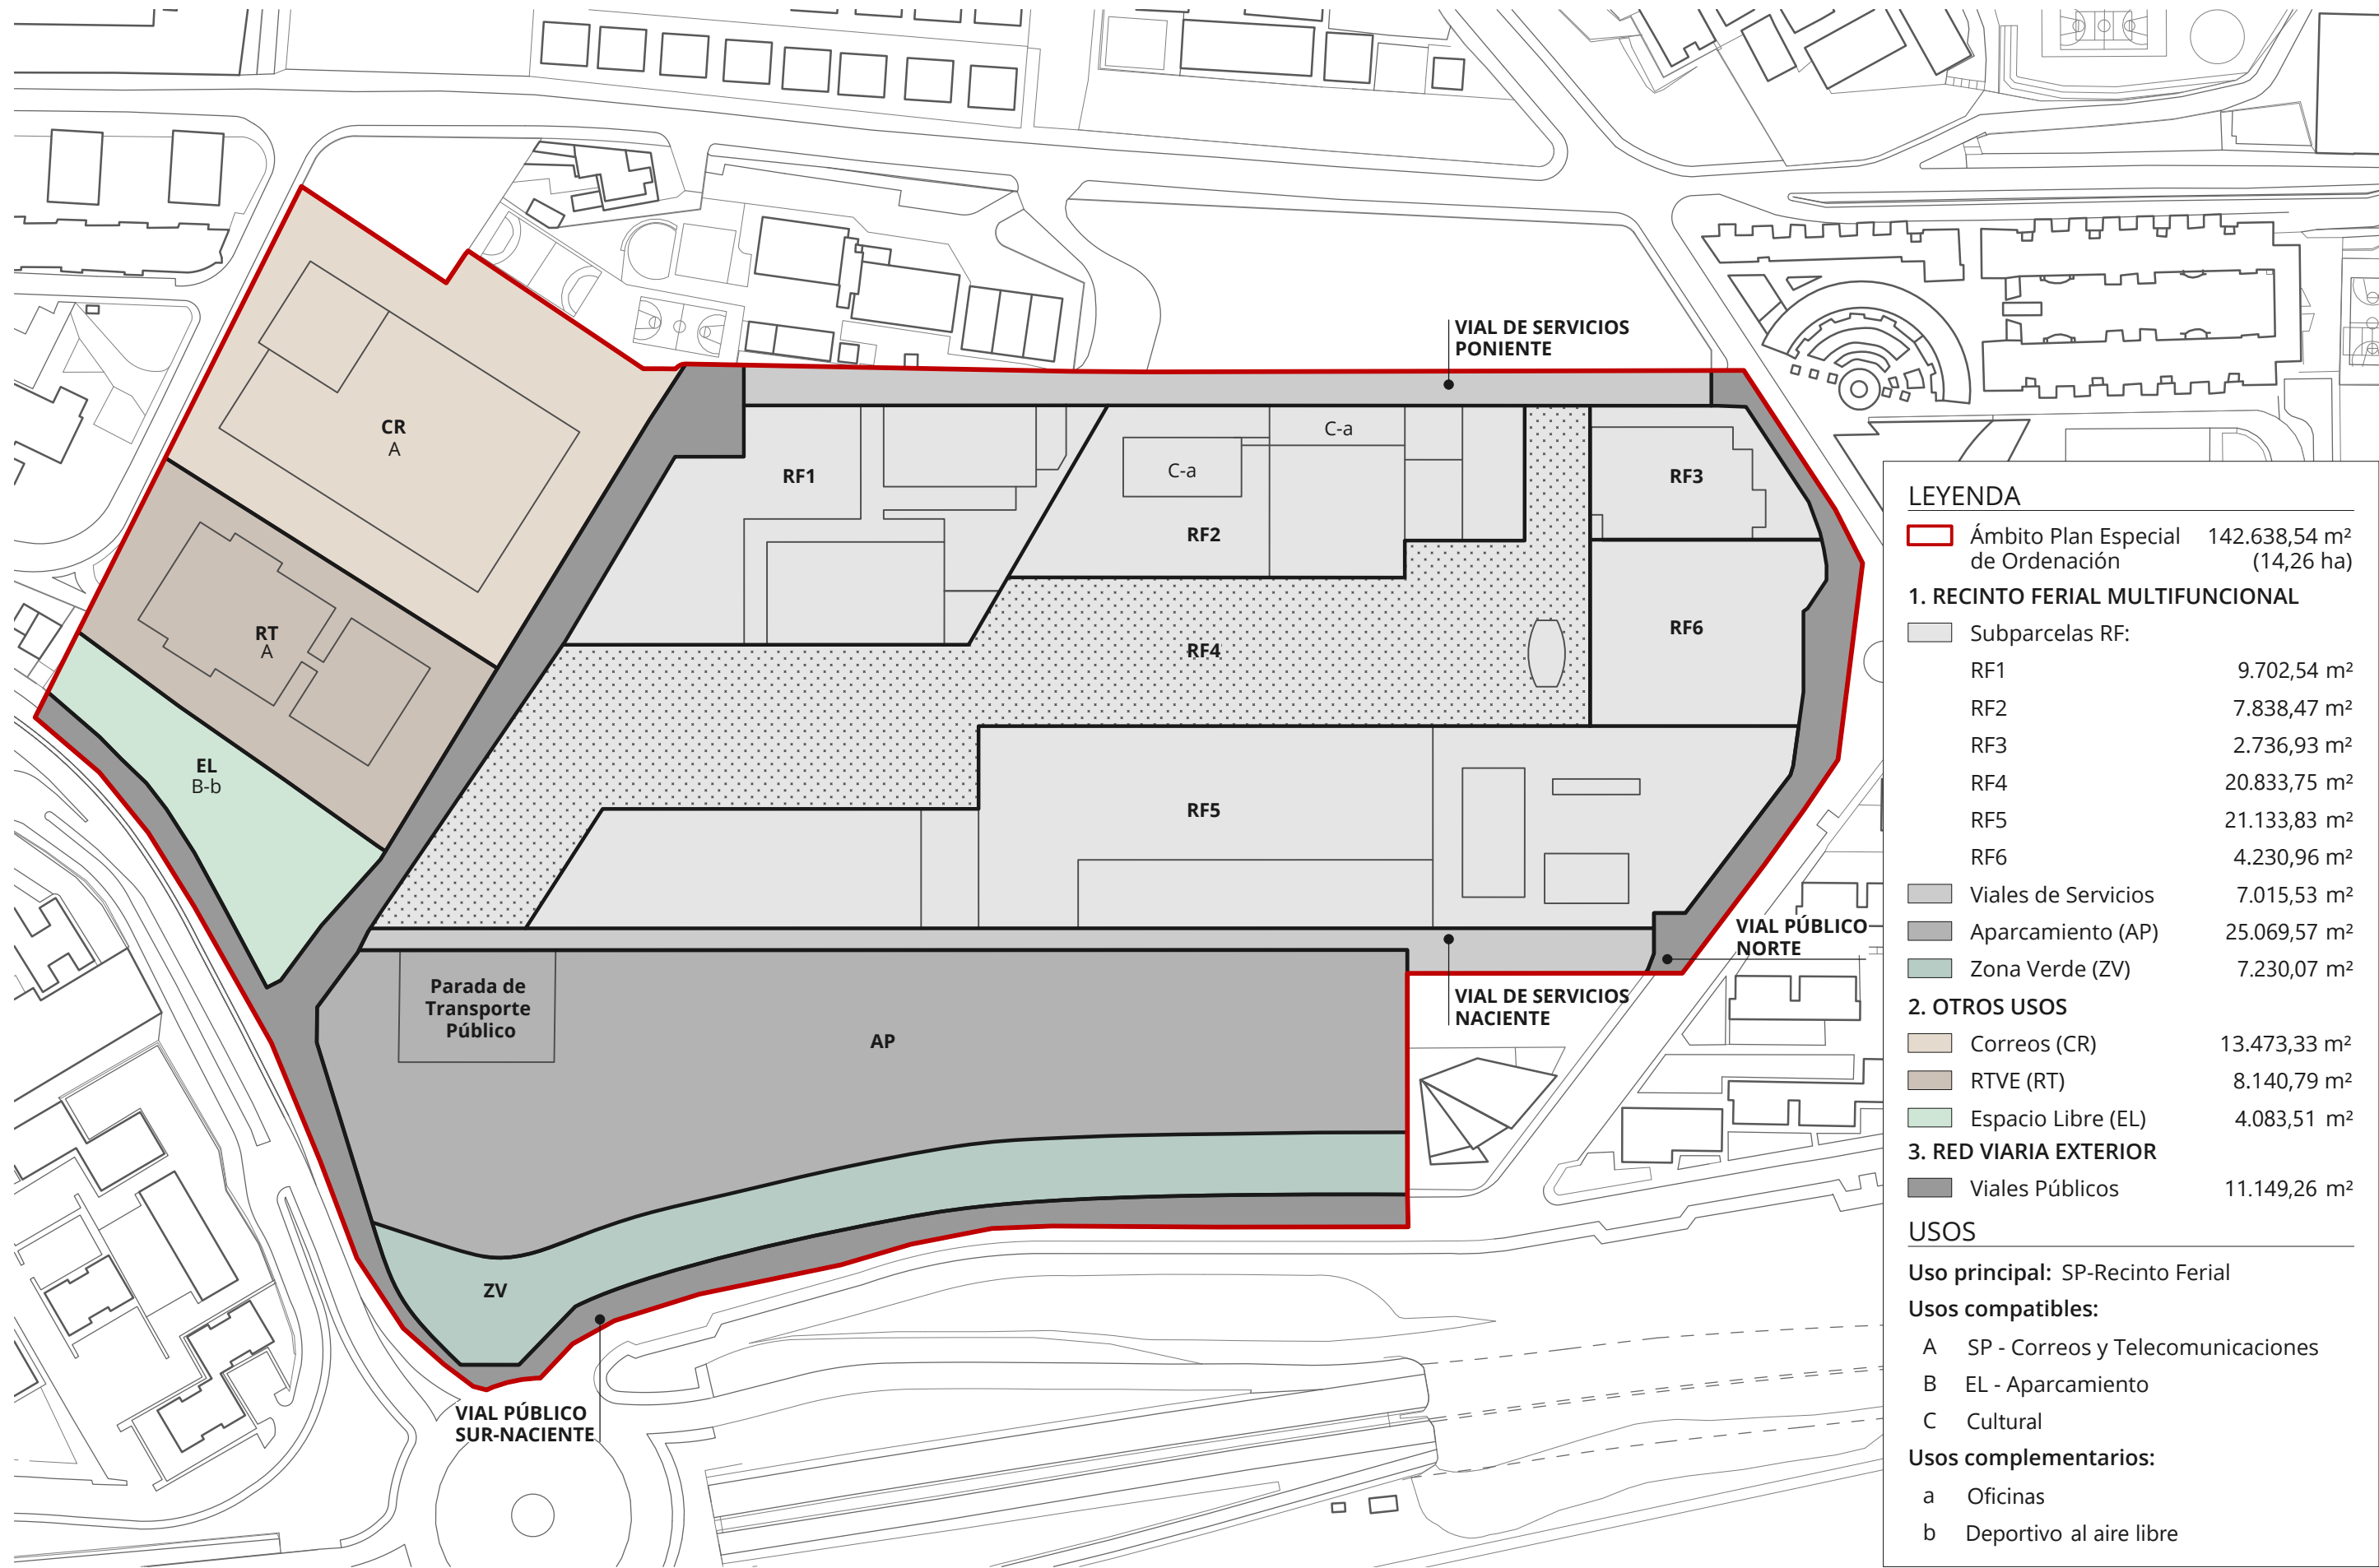 VIAL DE SERVICIOS
PONIENTE
CR
A
RF1
C-a
C-a
RF2
RF3
RT
A
RF4
RF6
EL
B-b
RF5
VIAL PÚBLICO
NORTE
Parada de
Transporte
Público
AP
VIAL DE SERVICIOS
NACIENTE
ZV
VIAL PÚBLICO
SUR-NACIENTE
LEYENDA
Ámbito Plan Especial 142.638,54 m²
de Ordenación (14,26 ha)
1. RECINTO FERIAL MULTIFUNCIONAL
Subparcelas RF:
RF1 9.702,54 m²
RF2 7.838,47 m²
RF3 2.736,93 m²
RF4 20.833,75 m²
RF5 21.133,83 m²
RF6 4.230,96 m²
Viales de Servicios 7.015,53 m²
Aparcamiento (AP) 25.069,57 m²
Zona Verde (ZV) 7.230,07 m²
2. OTROS USOS
Correos (CR) 13.473,33 m²
RTVE (RT) 8.140,79 m²
Espacio Libre (EL) 4.083,51 m²
3. RED VIARIA EXTERIOR
Viales Públicos 11.149,26 m²
USOS
Uso principal: SP-Recinto Ferial
Usos compatibles:
A SP - Correos y Telecomunicaciones
B EL - Aparcamiento
C Cultural
Usos complementarios:
a Oficinas
b Deportivo al aire libre